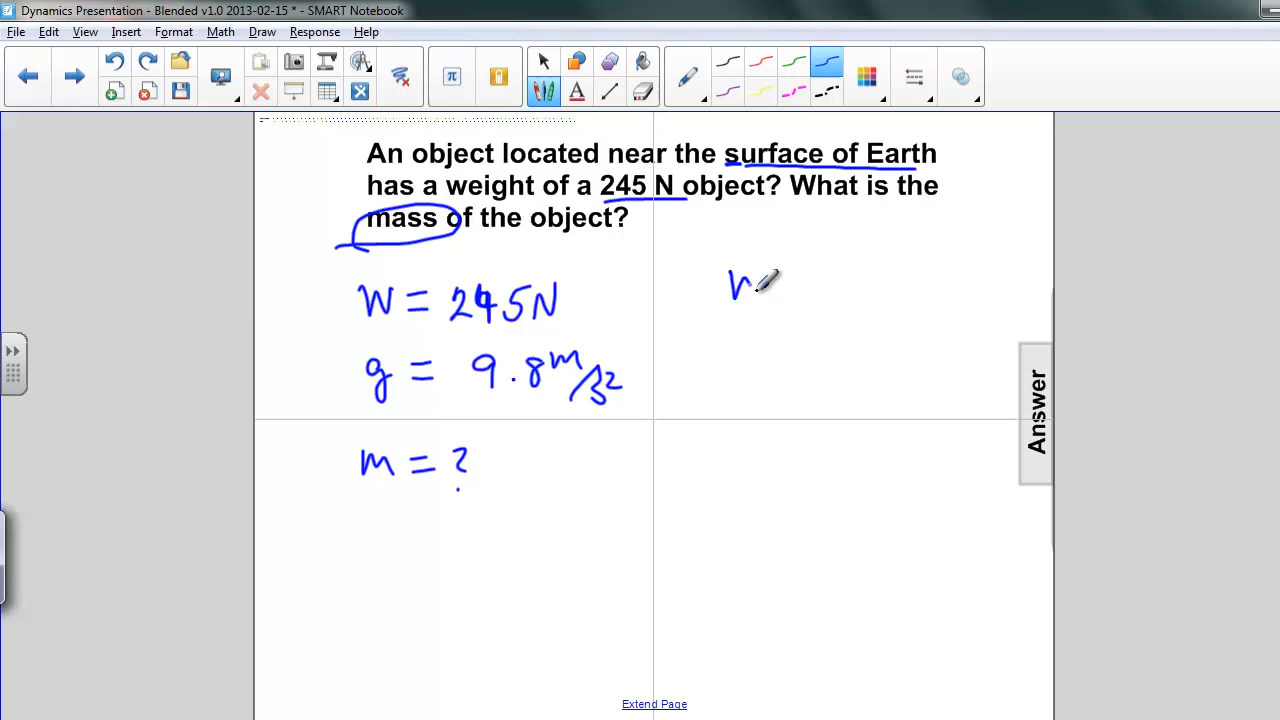 Dynamics Presentation - Blended v1.0 2013-02-15 * - SMART Notebook
File Edit View Insert Format Math Draw Response Help
π
A
An object located near the surface of Earth
has a weight of a 245 N object? What is the
mass of the object?
W = 245N
g = 9.8 m/s2
m = ?
Answer
Extend Page